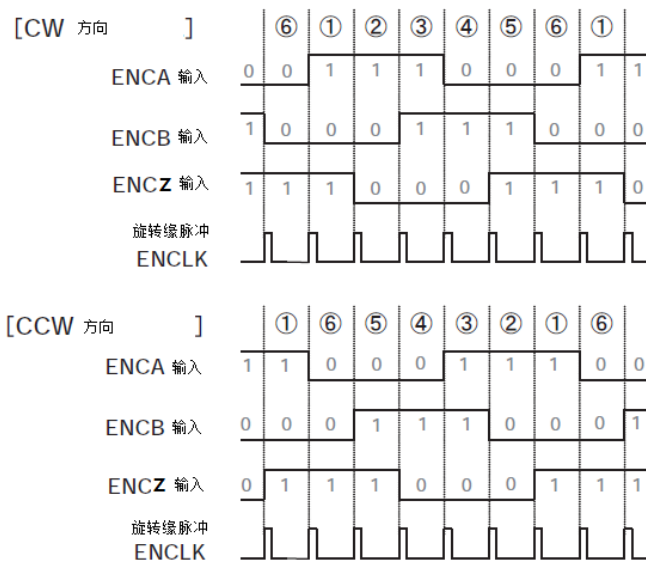 [CW 方向 ] ⑥ ① ② ③ ④ ⑤ ⑥ ①
ENCA 输入 0 0 1 1 1 0 0 0 1 1
ENCB 输入 1 0 0 0 1 1 1 0 0 0
ENCZ 输入 1 1 1 0 0 0 1 1 1 0
旋转缘脉冲
ENCLK
[CCW 方向 ] ① ⑥ ⑤ ④ ③ ② ① ⑥
ENCA 输入 1 1 0 0 0 1 1 1 0 0
ENCB 输入 0 0 0 1 1 1 0 0 0 1
ENCZ 输入 0 1 1 1 0 0 0 1 1 1
旋转缘脉冲
ENCLK